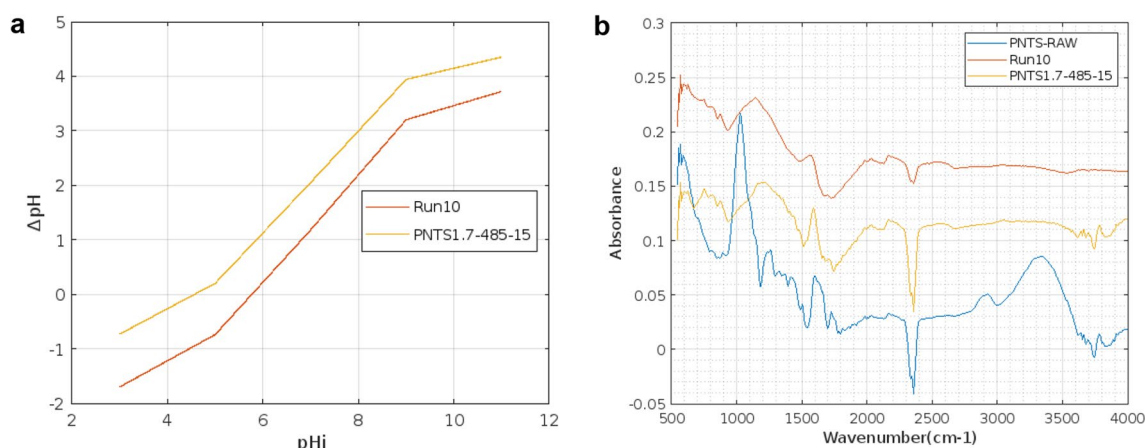 a
5
4
3
2
1
0
-1
-2
2
4
6
8
10
12
ΔpH
pHi
Run10
PNTS1.7-485-15
b
0.3
0.25
0.2
0.15
0.1
0.05
0
-0.05
500
1000
1500
2000
2500
3000
3500
4000
Absorbance
Wavenumber(cm-1)
PNTS-RAW
Run10
PNTS1.7-485-15